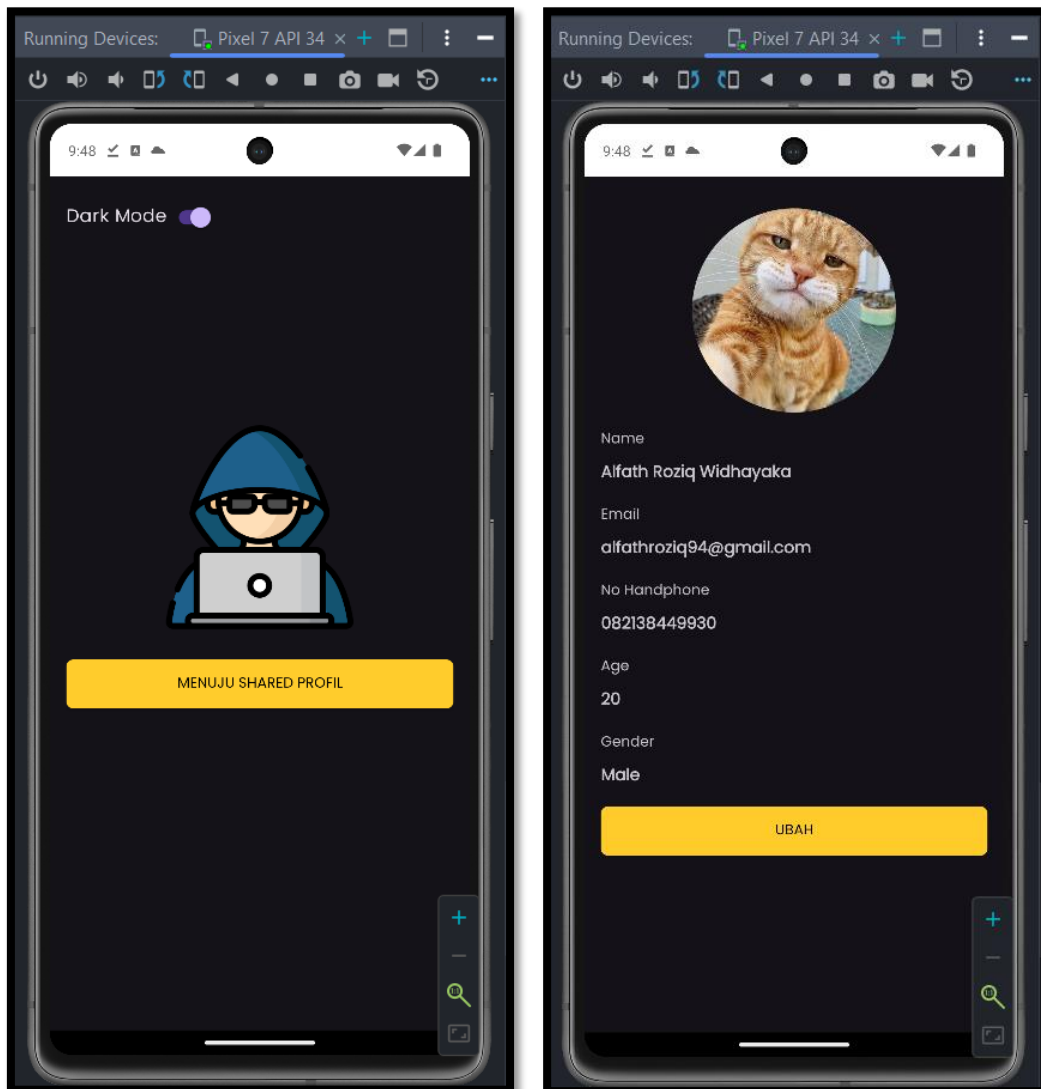 Running Devices: Pixel 7 API 34
9:48
Dark Mode
MENUJU SHARED PROFIL
Running Devices: Pixel 7 API 34
9:48
Name
Alfath Roziq Widhayaka
Email
alfathroziq94@gmail.com
No Handphone
082138449930
Age
20
Gender
Male
UBAH